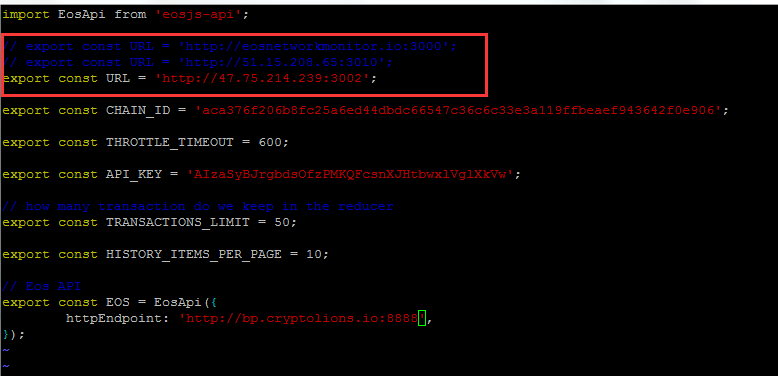 import EosApi from 'eosjs-api';
// export const URL = 'http://eosnetworkmonitor.io:3000';
// export const URL = 'http://51.15.208.65:3010';
export const URL = 'http://47.75.214.239:3002';
export const CHAIN_ID = 'aca376f206b8fc25a6ed44dbdc66547c36c6c33e3a119ffbeaef943642f0e906';
export const THROTTLE_TIMEOUT = 600;
export const API_KEY =
// how many transaction do we keep in the reducer
export const TRANSACTIONS_LIMIT = 50;
export const HISTORY_ITEMS_PER_PAGE = 10;
// Eos API
export const EOS = EosApi({
httpEndpoint: 'http://bp.cryptolions.io:8888',
});
~
~